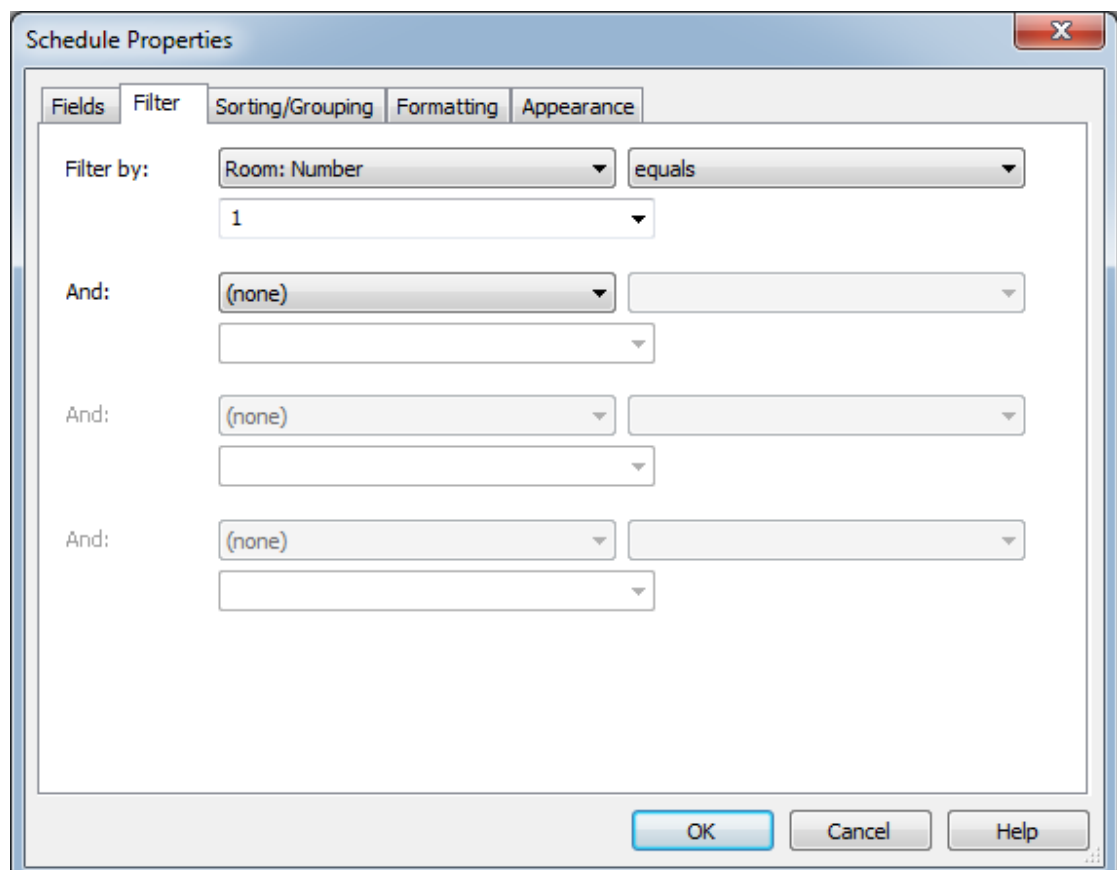 Schedule Properties
Fields Filter Sorting/Grouping Formatting Appearance
Filter by: Room: Number equals
1
And: (none)
And: (none)
And: (none)
OK Cancel Help